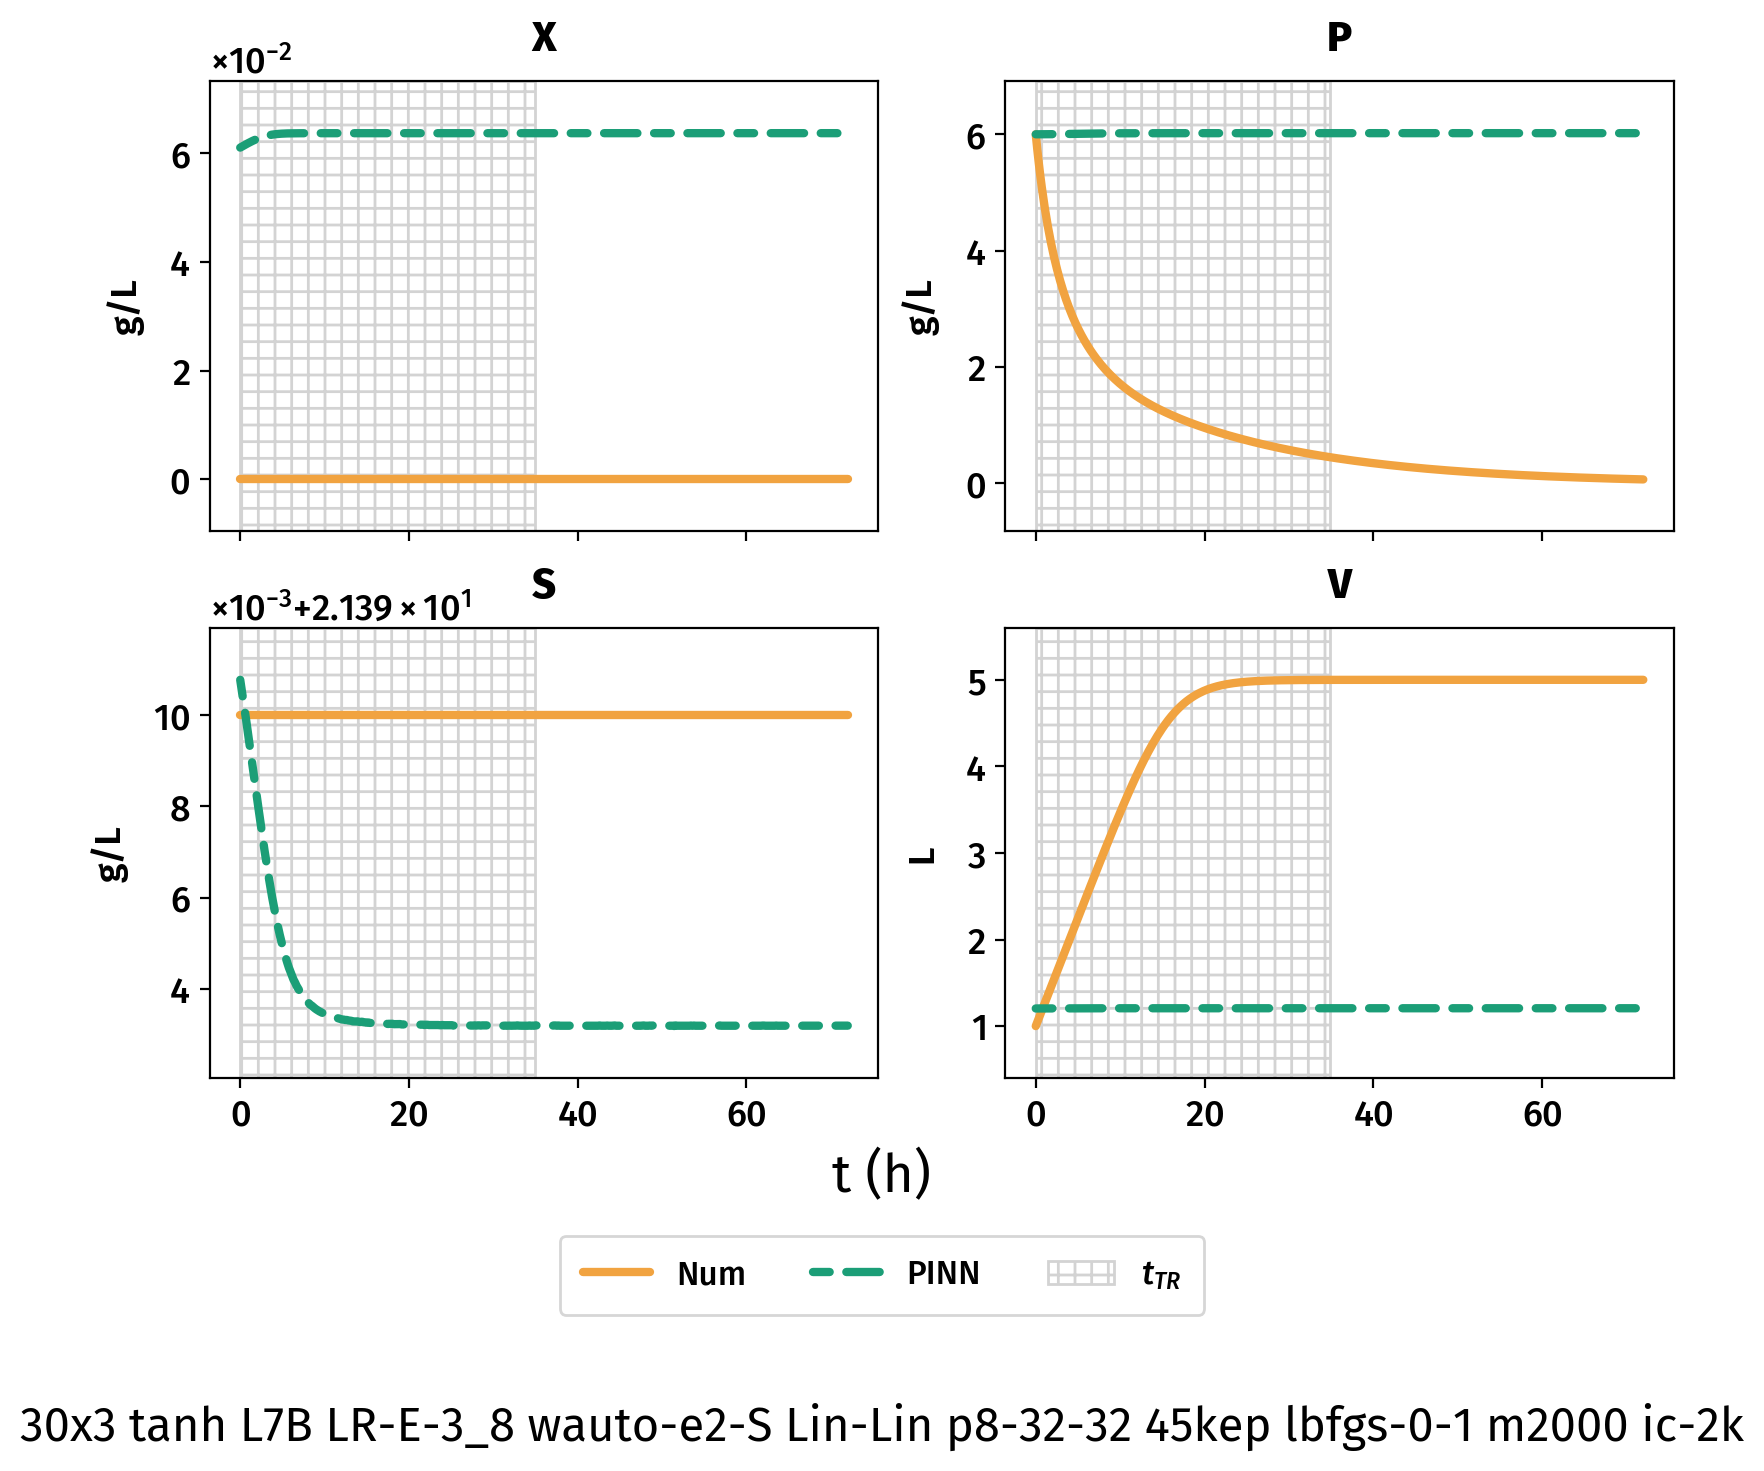 X
P
×10⁻²
6
4
2
0
g/L
6
4
2
0
g/L
S
V
×10⁻³+2.139 × 10¹
10
8
6
4
g/L
0
20
40
60
5
4
3
2
1
L
0
20
40
60
t (h)
Num
PINN
t_TR
30x3 tanh L7B LR-E-3_8 wauto-e2-S Lin-Lin p8-32-32 45kep lbfgs-0-1 m2000 ic-2k